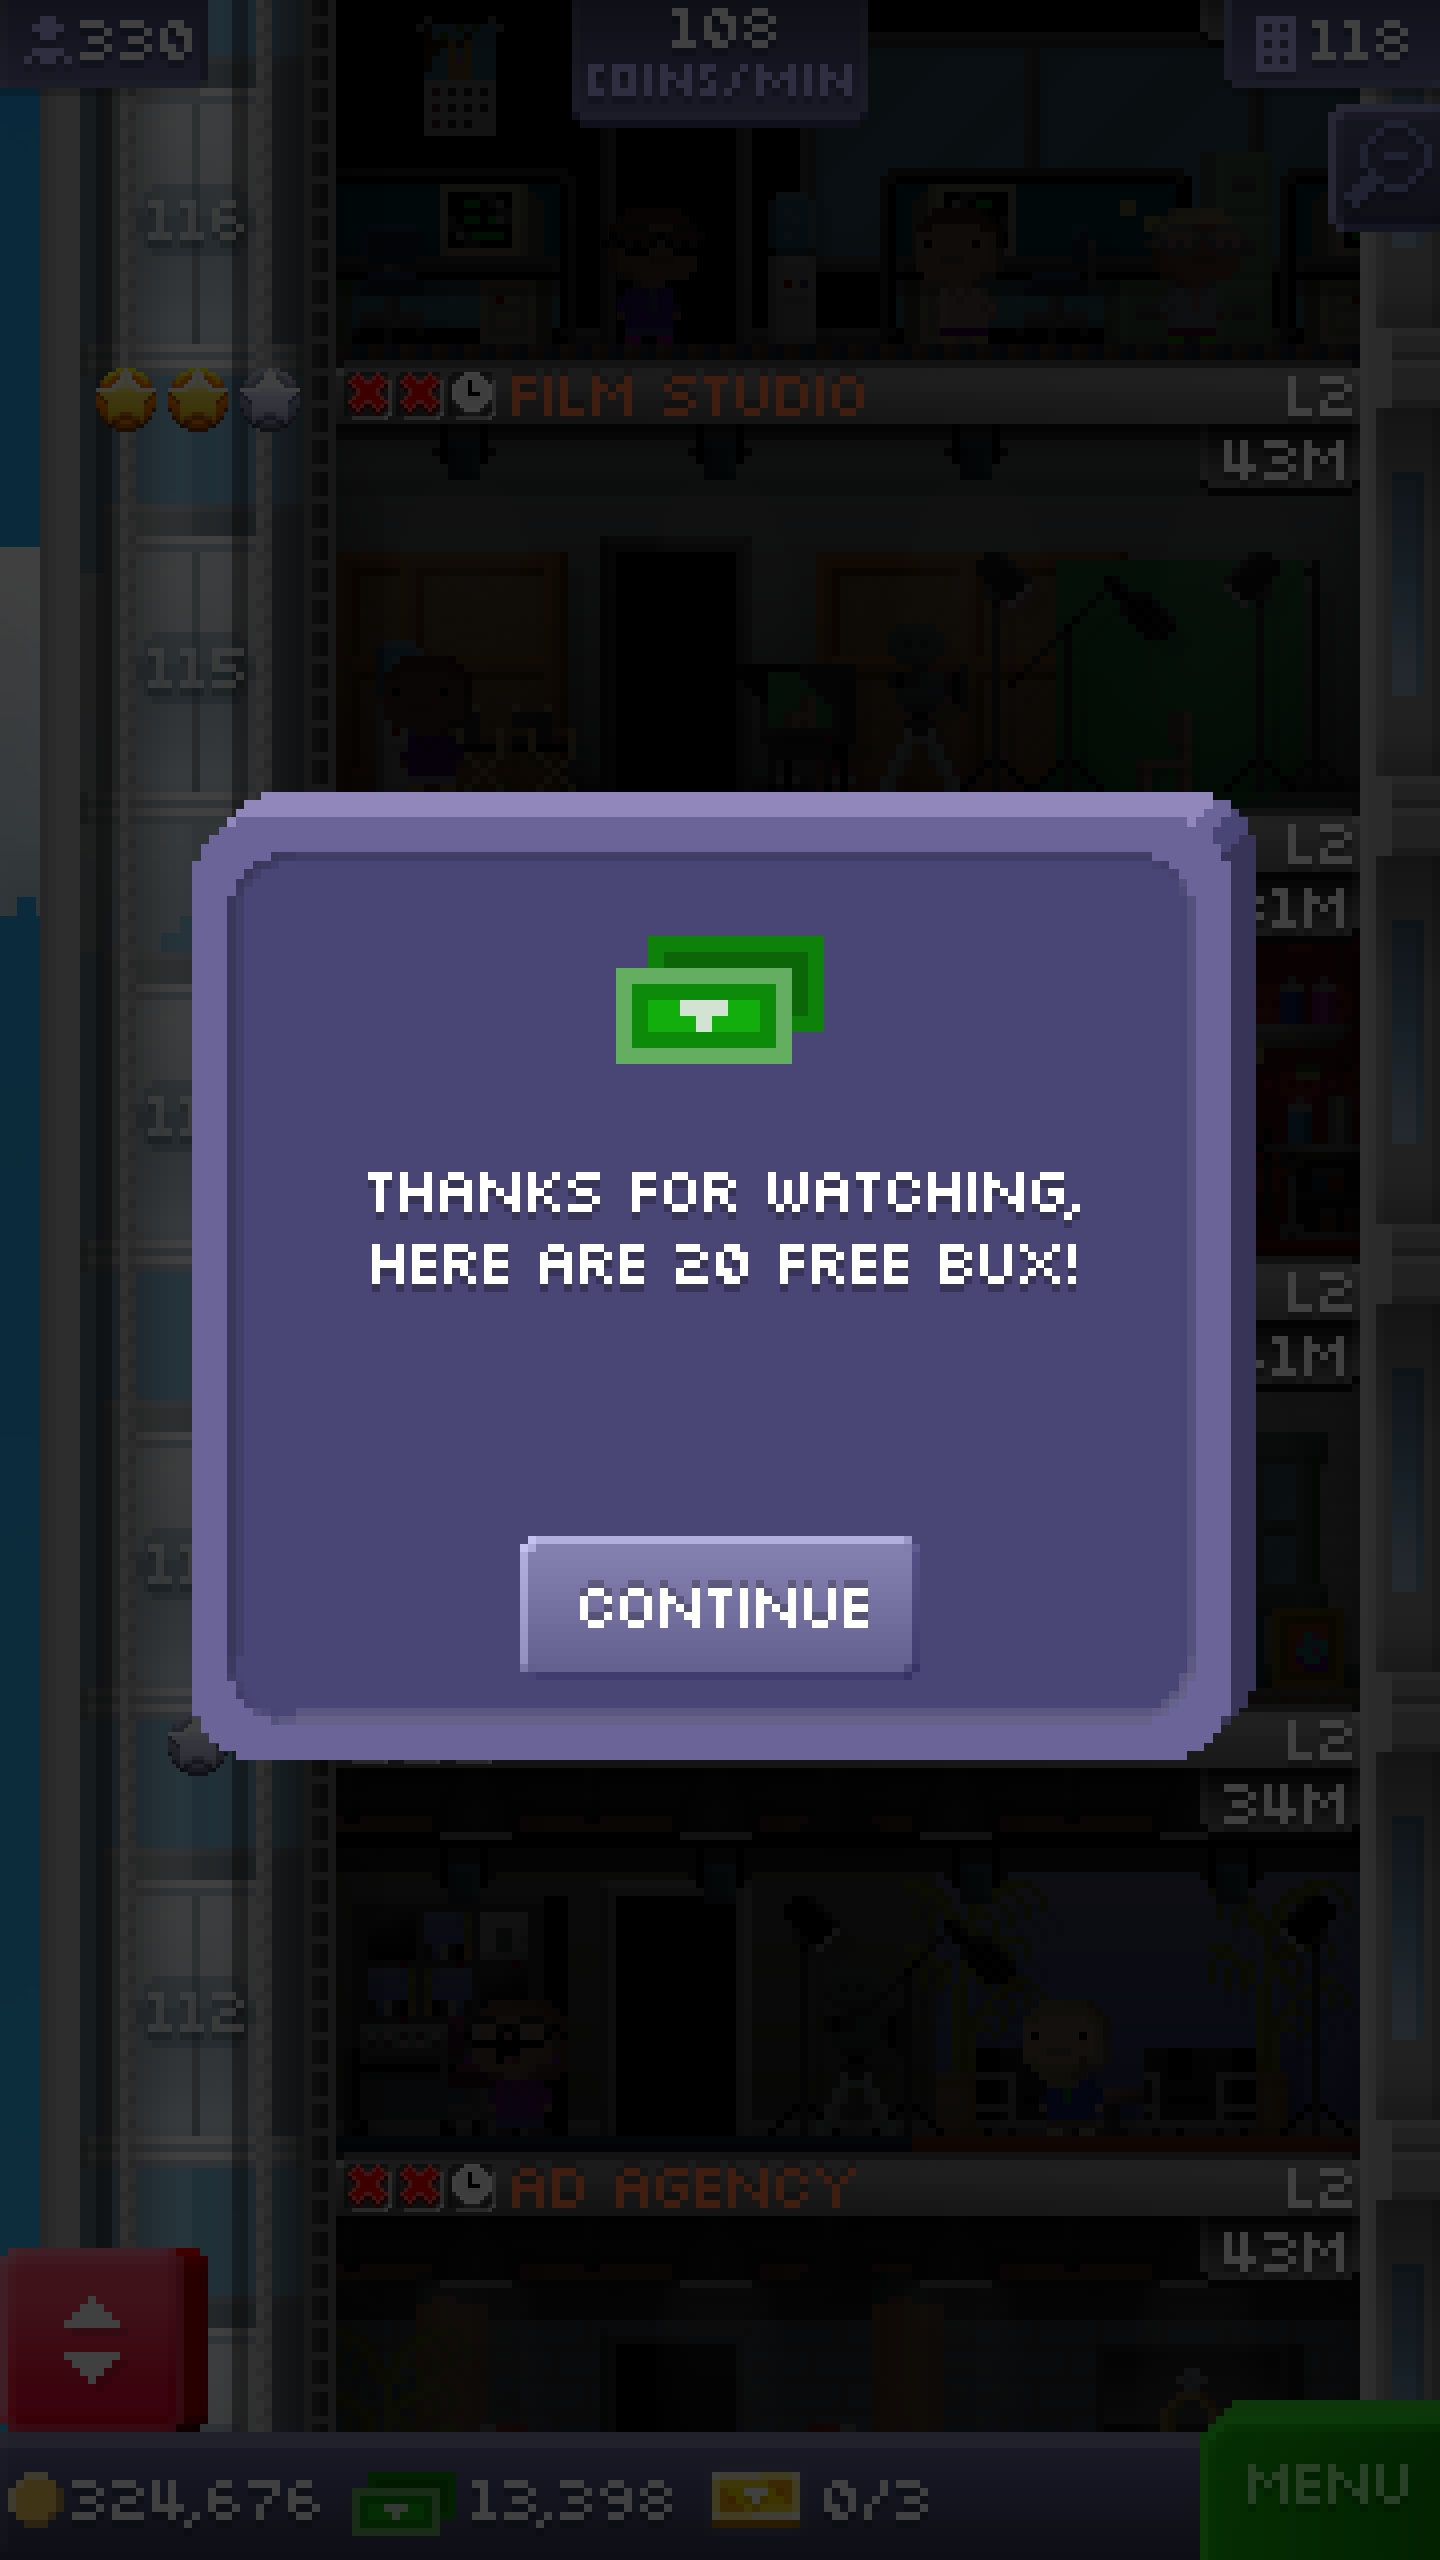 330
108
COINS/MIN
118
116
FILM STUDIO
L2
43M
115
L2
1M
THANKS FOR WATCHING,
HERE ARE 20 FREE BUX!
L2
1M
CONTINUE
L2
34M
112
AD AGENCY
L2
43M
324,676
13,398
0/3
MENU